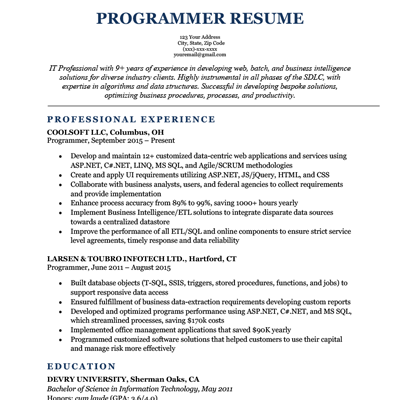 PROGRAMMER RESUME
123 Your Address
City, State, Zip Code
(xxx) xxx-xxxx
youremail@gmail.com
IT Professional with 9+ years of experience in developing web, batch, and business intelligence
solutions for diverse industry clients. Highly instrumental in all phases of the SDLC, with
expertise in algorithms and data structures. Successful in developing bespoke solutions,
optimizing business procedures, processes, and productivity.
PROFESSIONAL EXPERIENCE
COOLSOFT LLC, Columbus, OH
Programmer, September 2015 – Present
• Develop and maintain 12+ customized data-centric web applications and services using
ASP.NET, C#.NET, LINQ, MS SQL, and Agile/SCRUM methodologies
• Create and apply UI requirements utilizing ASP.NET, JS/jQuery, HTML, and CSS
• Collaborate with business analysts, users, and federal agencies to collect requirements
and provide implementation
• Enhance process accuracy from 89% to 99%, saving 1000+ hours yearly
• Implement Business Intelligence/ETL solutions to integrate disparate data sources
towards a centralized datastore
• Improve the performance of all ETL/SQL and online components to ensure strict service
level agreements, timely response and data reliability
LARSEN & TOUBRO INFOTECH LTD., Hartford, CT
Programmer, June 2011 – August 2015
• Built database objects (T-SQL, SSIS, triggers, stored procedures, functions, and jobs) to
support responsive data access
• Ensured fulfillment of business data-extraction requirements developing custom reports
• Developed and optimized programs performance using ASP.NET, C#.NET, and MS SQL,
which streamlined processes, saving $170k costs
• Implemented office management applications that saved $90K yearly
• Programmed customized software solutions that helped customers to use their capital
and manage risk more effectively
EDUCATION
DEVRY UNIVERSITY, Sherman Oaks, CA
Bachelor of Science in Information Technology, May 2011
Honors: cum laude (GPA: 3.6/4.0)